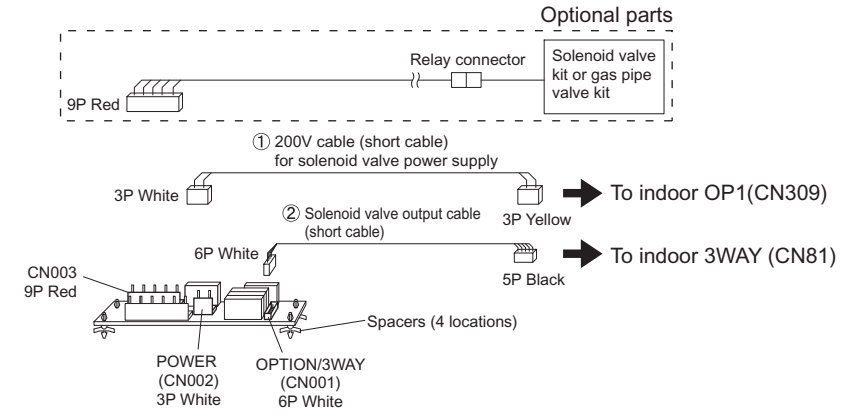 Optional parts
Relay connector
Solenoid valve
kit or gas pipe
valve kit
9P Red
① 200V cable (short cable)
for solenoid valve power supply
3P White
3P Yellow
To indoor OP1(CN309)
② Solenoid valve output cable
(short cable)
6P White
5P Black
To indoor 3WAY (CN81)
CN003
9P Red
Spacers (4 locations)
POWER
(CN002)
3P White
OPTION/3WAY
(CN001)
6P White